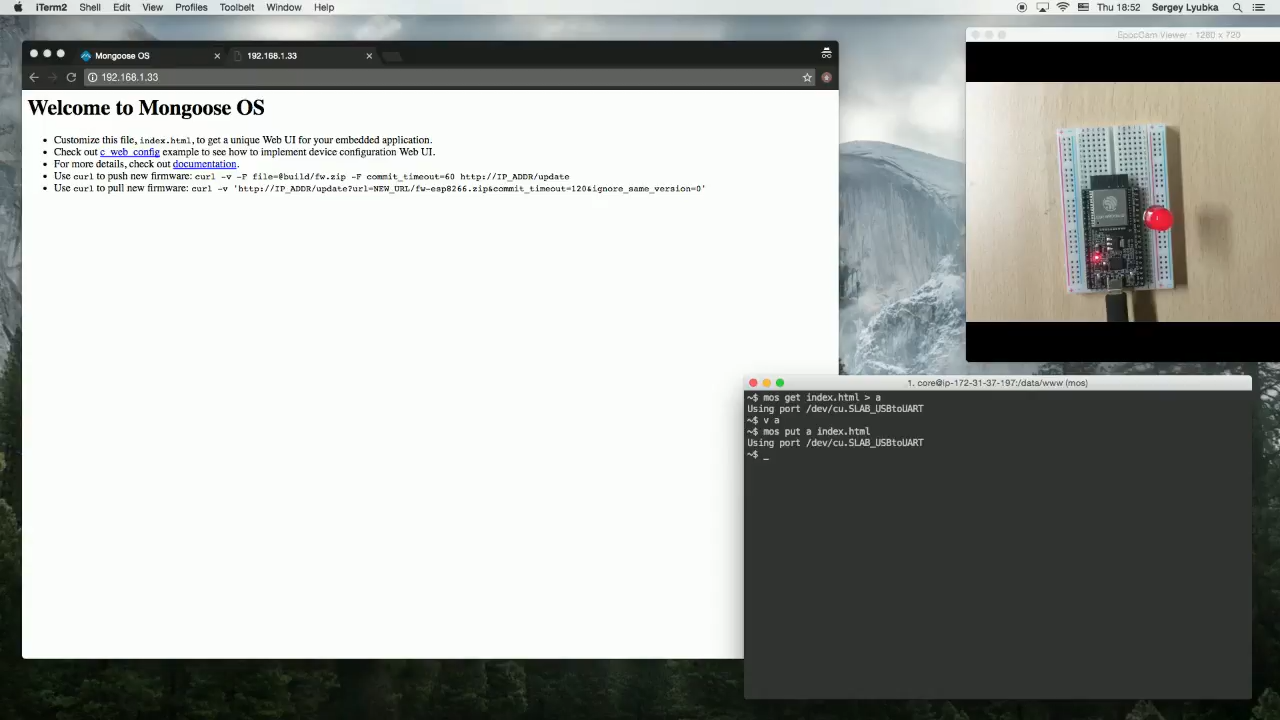 iTerm2 Shell Edit View Profiles Toolbelt Window Help Thu 18:52 Sergey Lyubka
Mongoose OS 192.168.1.33
192.168.1.33
Welcome to Mongoose OS
Customize this file, index.html, to get a unique Web UI for your embedded application.
Check out c_web_config example to see how to implement device configuration Web UI.
For more details, check out documentation.
Use curl to push new firmware: curl -v -F file=@build/fw.zip -F commit_timeout=60 http://IP_ADDR/update
Use curl to pull new firmware: curl -v 'http://IP_ADDR/update?url=NEW_URL/fw-esp8266.zip&commit_timeout=120&ignore_same_version=0'
EpocCam Viewer : 1280 x 720
1. core@ip-172-31-37-197:/data/www (mos)
~$ mos get index.html > a
Using port /dev/cu.SLAB_USBtoUART
~$ v a
~$ mos put a index.html
Using port /dev/cu.SLAB_USBtoUART
~$ _